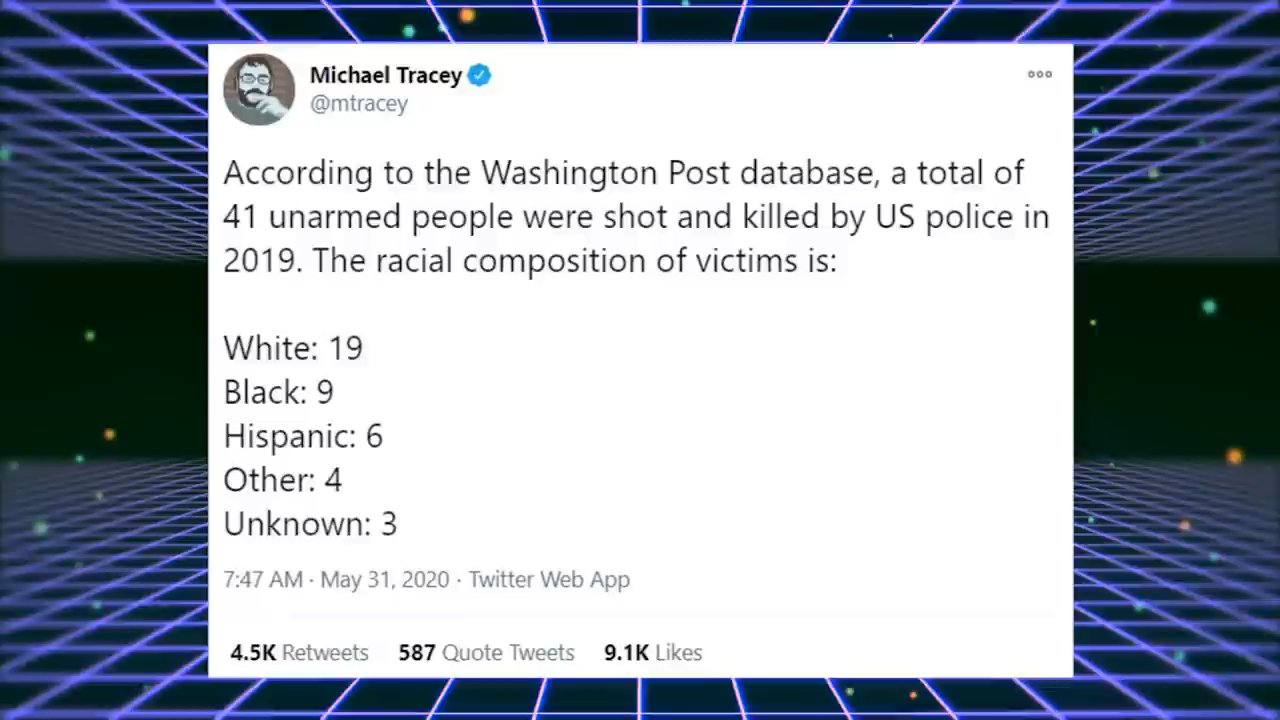 Michael Tracey
@mtracey
According to the Washington Post database, a total of
41 unarmed people were shot and killed by US police in
2019. The racial composition of victims is:
White: 19
Black: 9
Hispanic: 6
Other: 4
Unknown: 3
7:47 AM · May 31, 2020 · Twitter Web App
4.5K Retweets 587 Quote Tweets 9.1K Likes